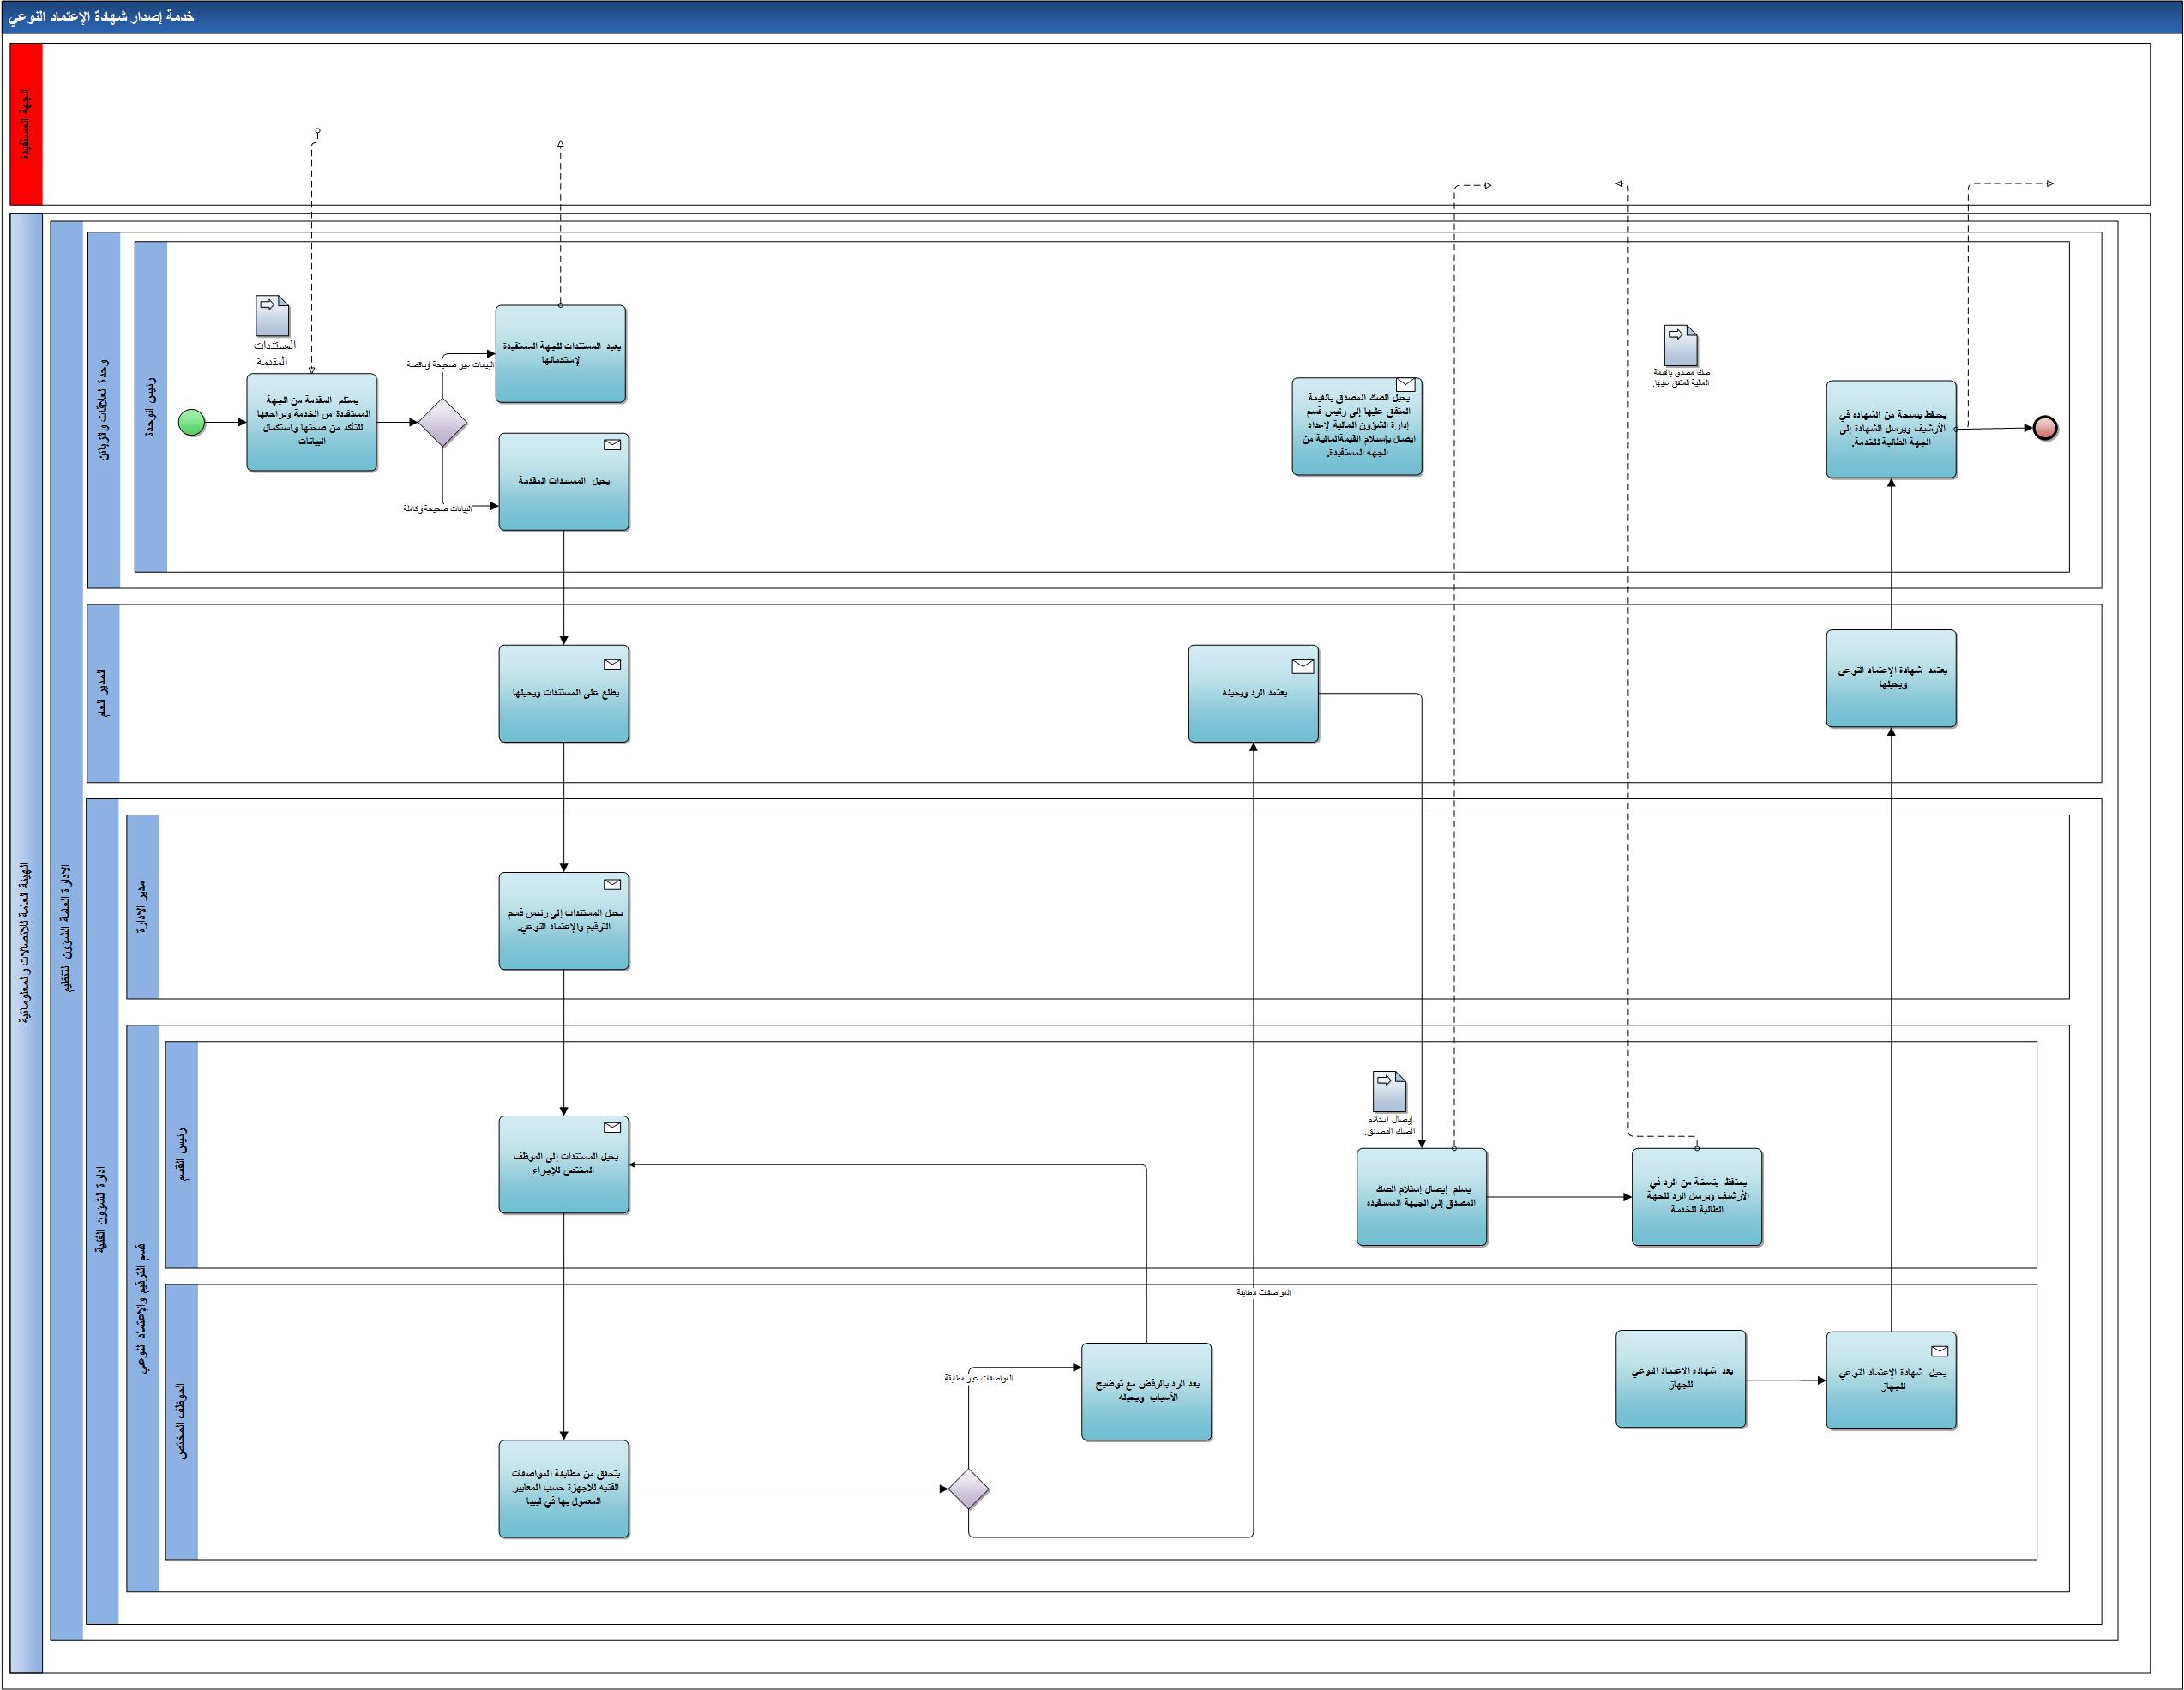 خدمة إصدار شهادة الإعتماد النوعي
الجهة المستفيدة
الهيئة العامة للاتصالات والمعلوماتية
الادارة العامة الشؤون التنظيم
وحدة العلاقات والزبائن
رئيس الوحدة
المستندات
المقدمة
يستلم المقدمة من الجهة
المستفيدة من الخدمة ويراجعها
للتأكد من صحتها واستكمال
البيانات
البيانات غير صحيحة أوناقصة
البيانات صحيحة وكاملة
يعيد المستندات للجهة المستفيدة
لإستكمالها
يحيل المستندات المقدمة
يحيل الصك المصدق بالقيمة
المتفق عليها إلى رئيس قسم
إدارة الشؤون المالية لإعداد
ايصال بإستلام القيمةالمالية من
الجهة المستفيدة.
صك مصدق بالقيمة
المالية المتفق عليها.
يحتفظ بنسخة من الشهادة في
الأرشيف ويرسل الشهادة إلى
الجهة الطالبة للخدمة.
المدير العام
يطلع على المستندات ويحيلها
يعتمد الرد ويحيله
يعتمد شهادة الإعتماد النوعي
ويحيلها
ادارة الشؤون الفنية
مدير الإدارة
يحيل المستندات إلى رئيس قسم
الترقيم والإعتماد النوعي.
قسم الترقيم والإعتماد النوعي
رئيس القسم
يحيل المستندات إلى الموظف
المختص للإجراء
إيصال استلام
الصك المصدق.
يسلم إيصال إستلام الصك
المصدق إلى الجيهة المستفيدة
يحتفظ بنسخة من الرد في
الأرشيف ويرسل الرد للجهة
الطالبة للخدمة
الموظف المختص
المواصفات مطابقة
المواصفات غير مطابقة
يعد الرد بالرفض مع توضيح
الأسباب ويحيله
يعد شهادة الاعتماد النوعي
للجهاز
يحيل شهادة الإعتماد النوعي
للجهاز
يتحقق من مطابقة المواصفات
الفنية للاجهزة حسب المعايير
المعمول بها في ليبيا